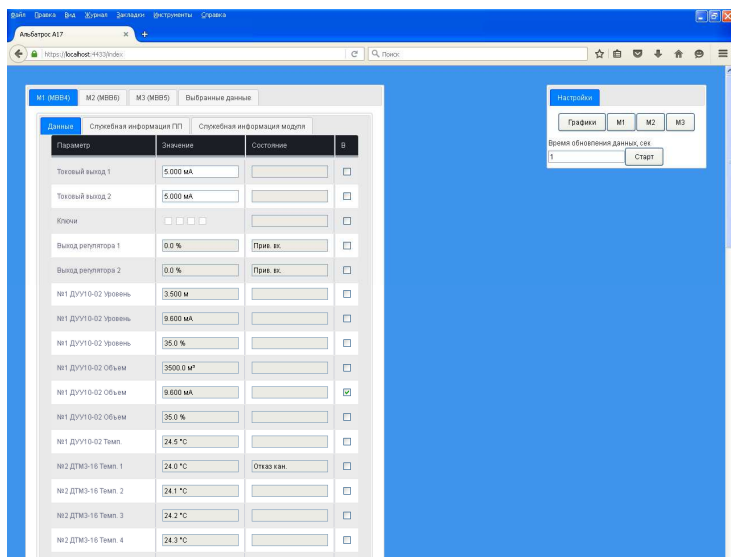 Файл Правка Вид Журнал Закладки Инструменты Справка
Альбатрос А17
https://localhost:4433/index
Поиск
М1 (МВВ4) М2 (МВВ6) М3 (МВВ5) Выбранные данные
Данные Служебная информация ПП Служебная информация модуля
Параметр Значение Состояние В
Токовый выход 1 5.000 мА
Токовый выход 2 5.000 мА
Ключи
Выход регулятора 1 0.0 % Прив. вк.
Выход регулятора 2 0.0 % Прив. вк.
№1 ДУУ10-02 Уровень 3.500 м
№1 ДУУ10-02 Уровень 9.600 мА
№1 ДУУ10-02 Уровень 35.0 %
№1 ДУУ10-02 Объем 3500.0 м³
№1 ДУУ10-02 Объем 9.600 мА
№1 ДУУ10-02 Объем 35.0 %
№1 ДУУ10-02 Темп. 24.5 °C
№2 ДТМ3-16 Темп. 1 24.0 °C Отказ кан.
№2 ДТМ3-16 Темп. 2 24.1 °C
№2 ДТМ3-16 Темп. 3 24.2 °C
№2 ДТМ3-16 Темп. 4 24.3 °C
Настройки
Графики М1 М2 М3
Время обновления данных, сек
1 Старт